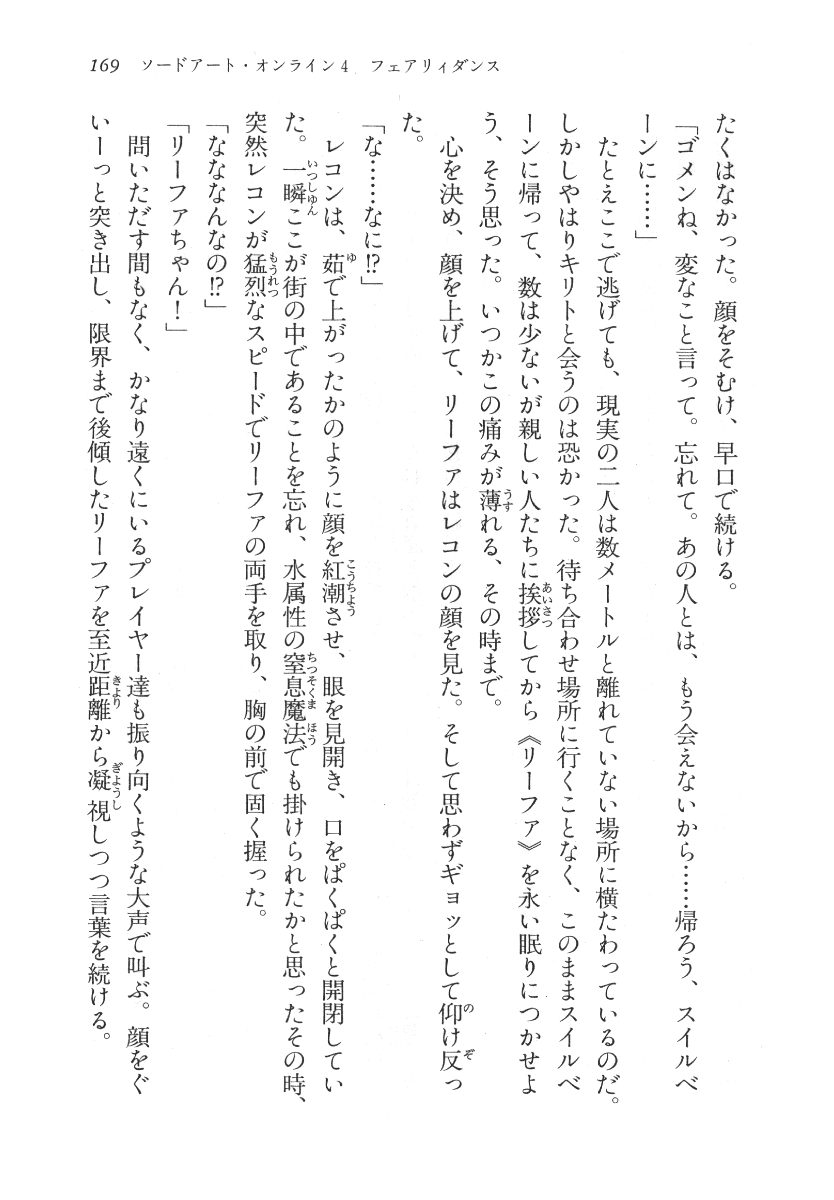 169　ソードアート・オンライン4　フェアリィダンス
たくはなかった。顔をそむけ、早口で続ける。
「ゴメンね、変なこと言って。忘れて。あの人とは、もう会えないから……帰ろう、スイルベ
ーンに……」
　たとえここで逃げても、現実の二人は数メートルと離れていない場所に横たわっているのだ。
しかしやはりキリトと会うのは恐かった。待ち合わせ場所に行くことなく、このままスイルベ
ーンに帰って、数は少ないが親しい人たちに挨拶してから《リーファ》を永い眠りにつかせよ
う、そう思った。いつかこの痛みが薄れる、その時まで。
　心を決め、顔を上げて、リーファはレコンの顔を見た。そして思わずギョッとして仰け反っ
た。
「な……なに!?」
　レコンは、茹で上がったかのように顔を紅潮させ、眼を見開き、口をぱくぱくと開閉してい
た。一瞬ここが街の中であることを忘れ、水属性の窒息魔法でも掛けられたかと思ったその時、
突然レコンが猛烈なスピードでリーファの両手を取り、胸の前で固く握った。
「なななんなの!?」
「リーファちゃん！」
　問いただす間もなく、かなり遠くにいるプレイヤー達も振り向くような大声で叫ぶ。顔をぐ
いーっと突き出し、限界まで後傾したリーファを至近距離から凝視しつつ言葉を続ける。